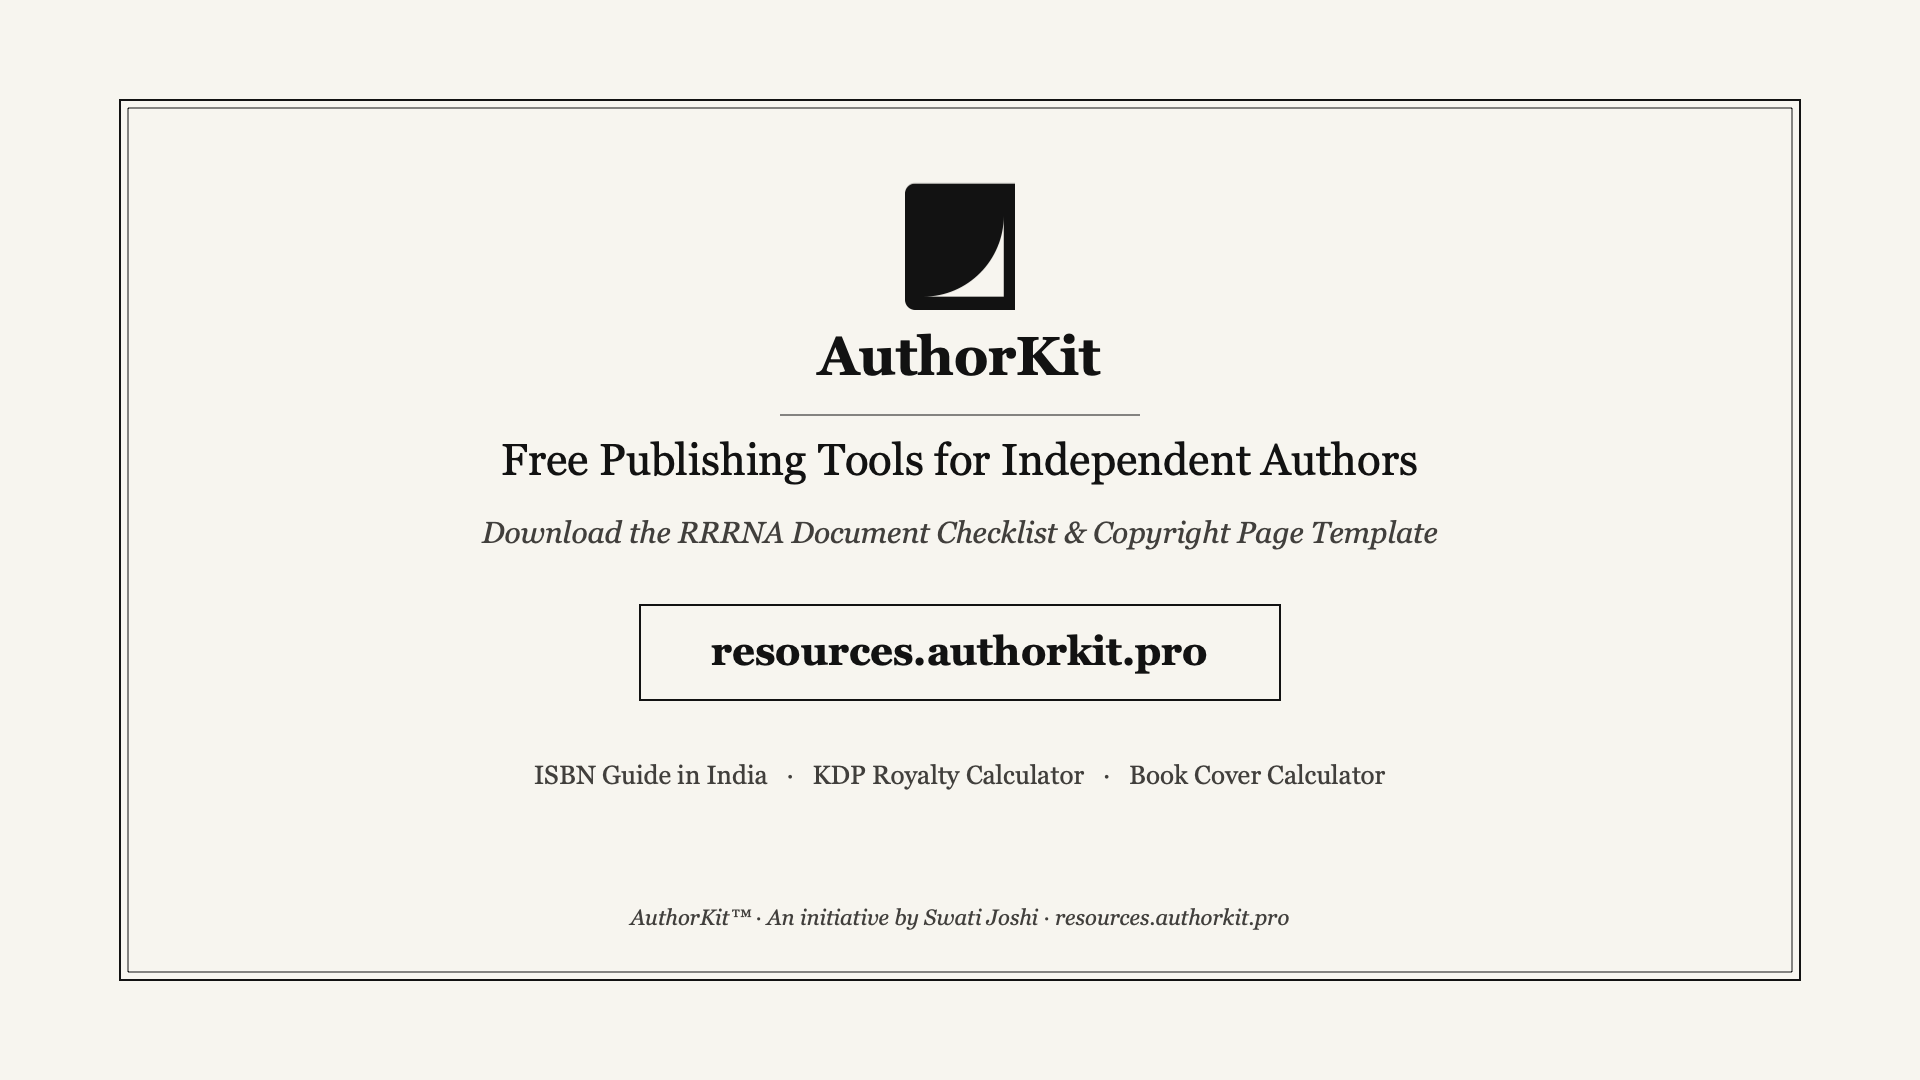 AuthorKit
Free Publishing Tools for Independent Authors
Download the RRRNA Document Checklist & Copyright Page Template
resources.authorkit.pro
ISBN Guide in India · KDP Royalty Calculator · Book Cover Calculator
AuthorKit™ · An initiative by Swati Joshi · resources.authorkit.pro